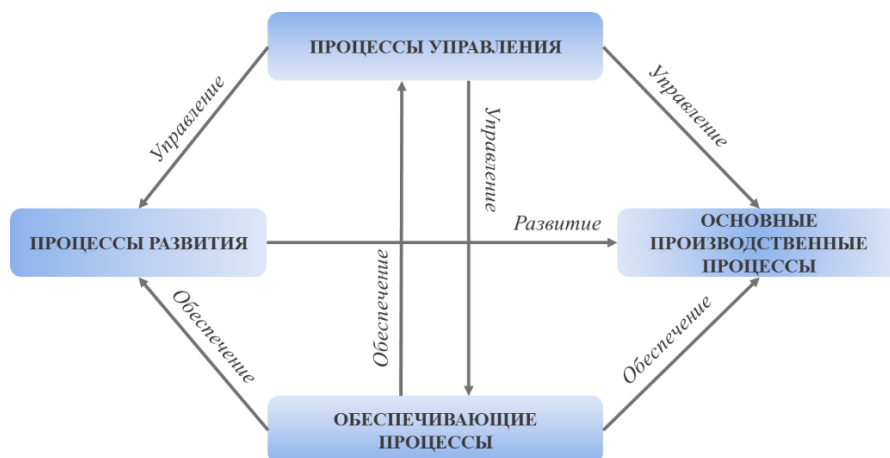 ПРОЦЕССЫ УПРАВЛЕНИЯ
Управление
Управление
Управление
ПРОЦЕССЫ РАЗВИТИЯ
Развитие
ОСНОВНЫЕ
ПРОИЗВОДСТВЕННЫЕ
ПРОЦЕССЫ
Обеспечение
Обеспечение
Обеспечение
ОБЕСПЕЧИВАЮЩИЕ
ПРОЦЕССЫ